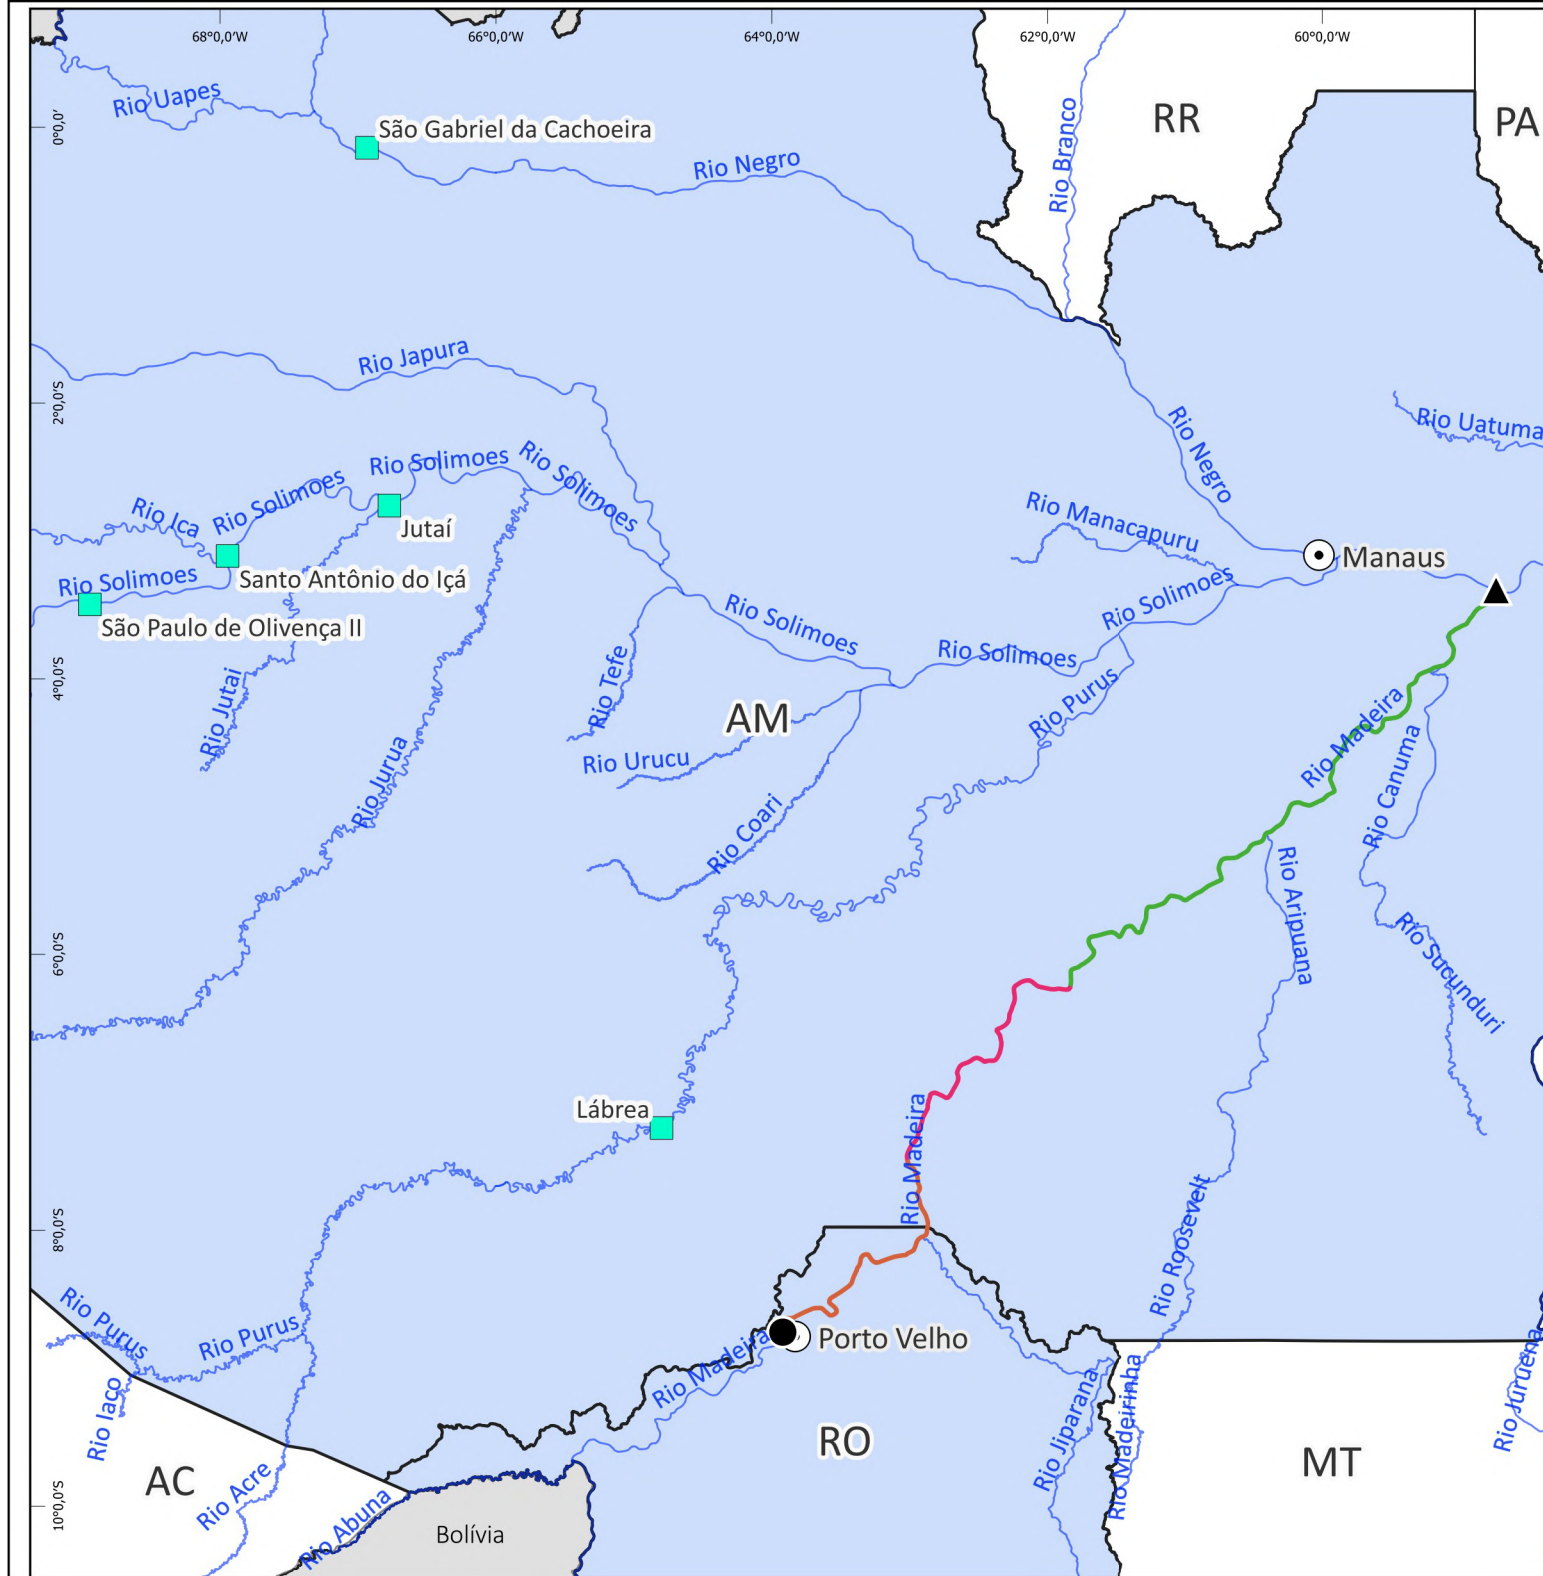 68°0,0'W
66°0,0'W
64°0,0'W
62°0,0'W
60°0,0'W
0°0,0'
2°0,0'S
4°0,0'S
6°0,0'S
8°0,0'S
10°0,0'S
Rio Uapes
São Gabriel da Cachoeira
Rio Negro
Rio Branco
RR
PA
Rio Japura
Rio Negro
Rio Uatuma
Rio Solimoes
Rio Solimoes
Rio Solimoes
Rio Ica
Jutaí
Rio Manacapuru
Manaus
Rio Solimoes
Santo Antônio do Içá
São Paulo de Olivença II
Rio Solimoes
Rio Solimoes
Rio Solimoes
Rio Jutai
Rio Tefe
AM
Rio Purus
Rio Madeira
Rio Urucu
Rio Jurua
Rio Coari
Rio Canuma
Rio Aripuana
Rio Sucunduri
Lábrea
Rio Madeira
Rio Roosevelt
Rio Purus
Rio Purus
Porto Velho
Rio Madeira
Rio Iaco
Rio Jiparana
Rio Madeirinha
Rio Juruena
RO
MT
AC
Rio Acre
Rio Abuna
Bolívia